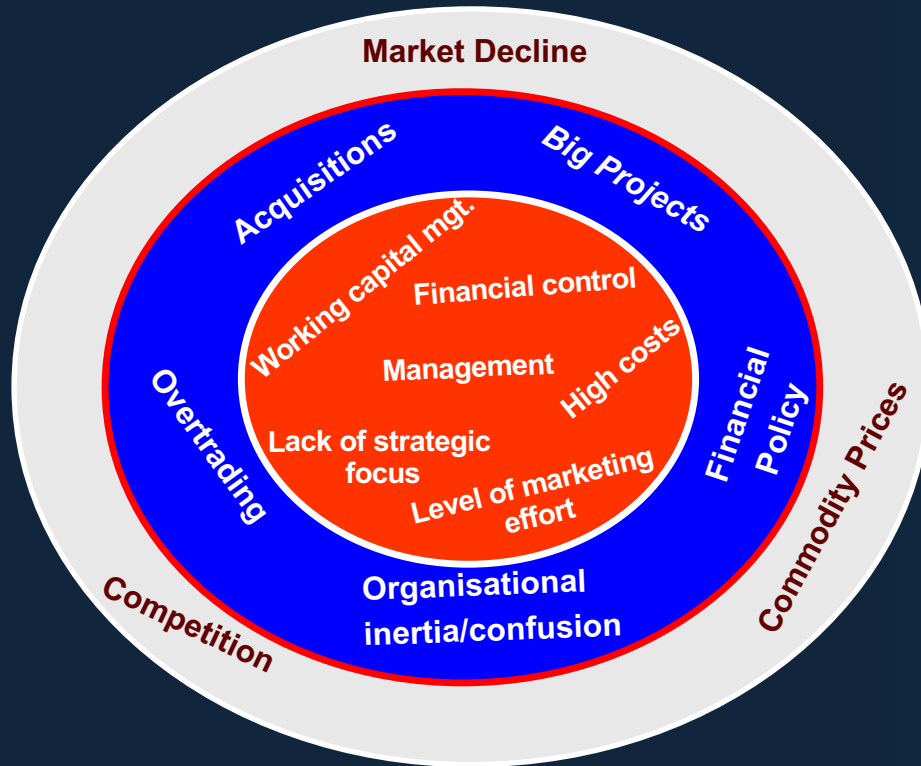 Market Decline
Acquisitions
Big Projects
Working capital mgt.
Financial control
Management
High costs
Lack of strategic
focus
Level of marketing
effort
Overtrading
Financial
Policy
Organisational
inertia/confusion
Competition
Commodity Prices